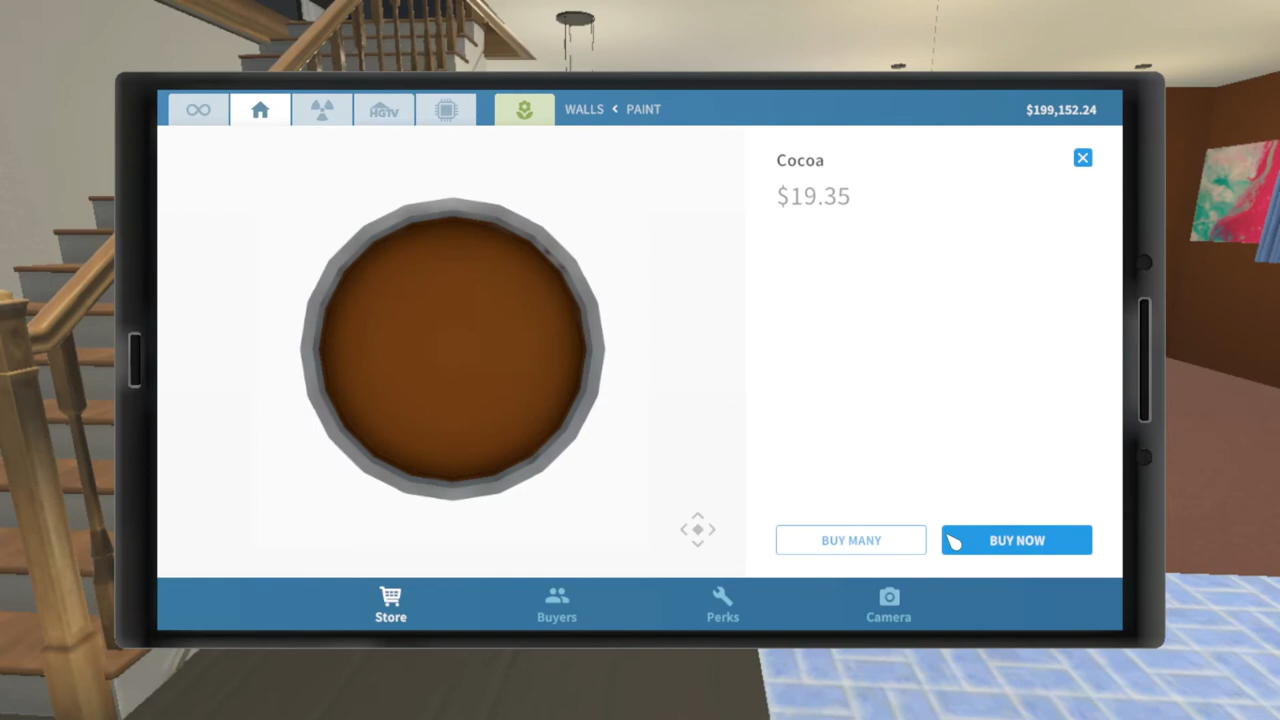 HGTV
WALLS < PAINT
$199,152.24
Cocoa
$19.35
BUY MANY
BUY NOW
Store
Buyers
Perks
Camera